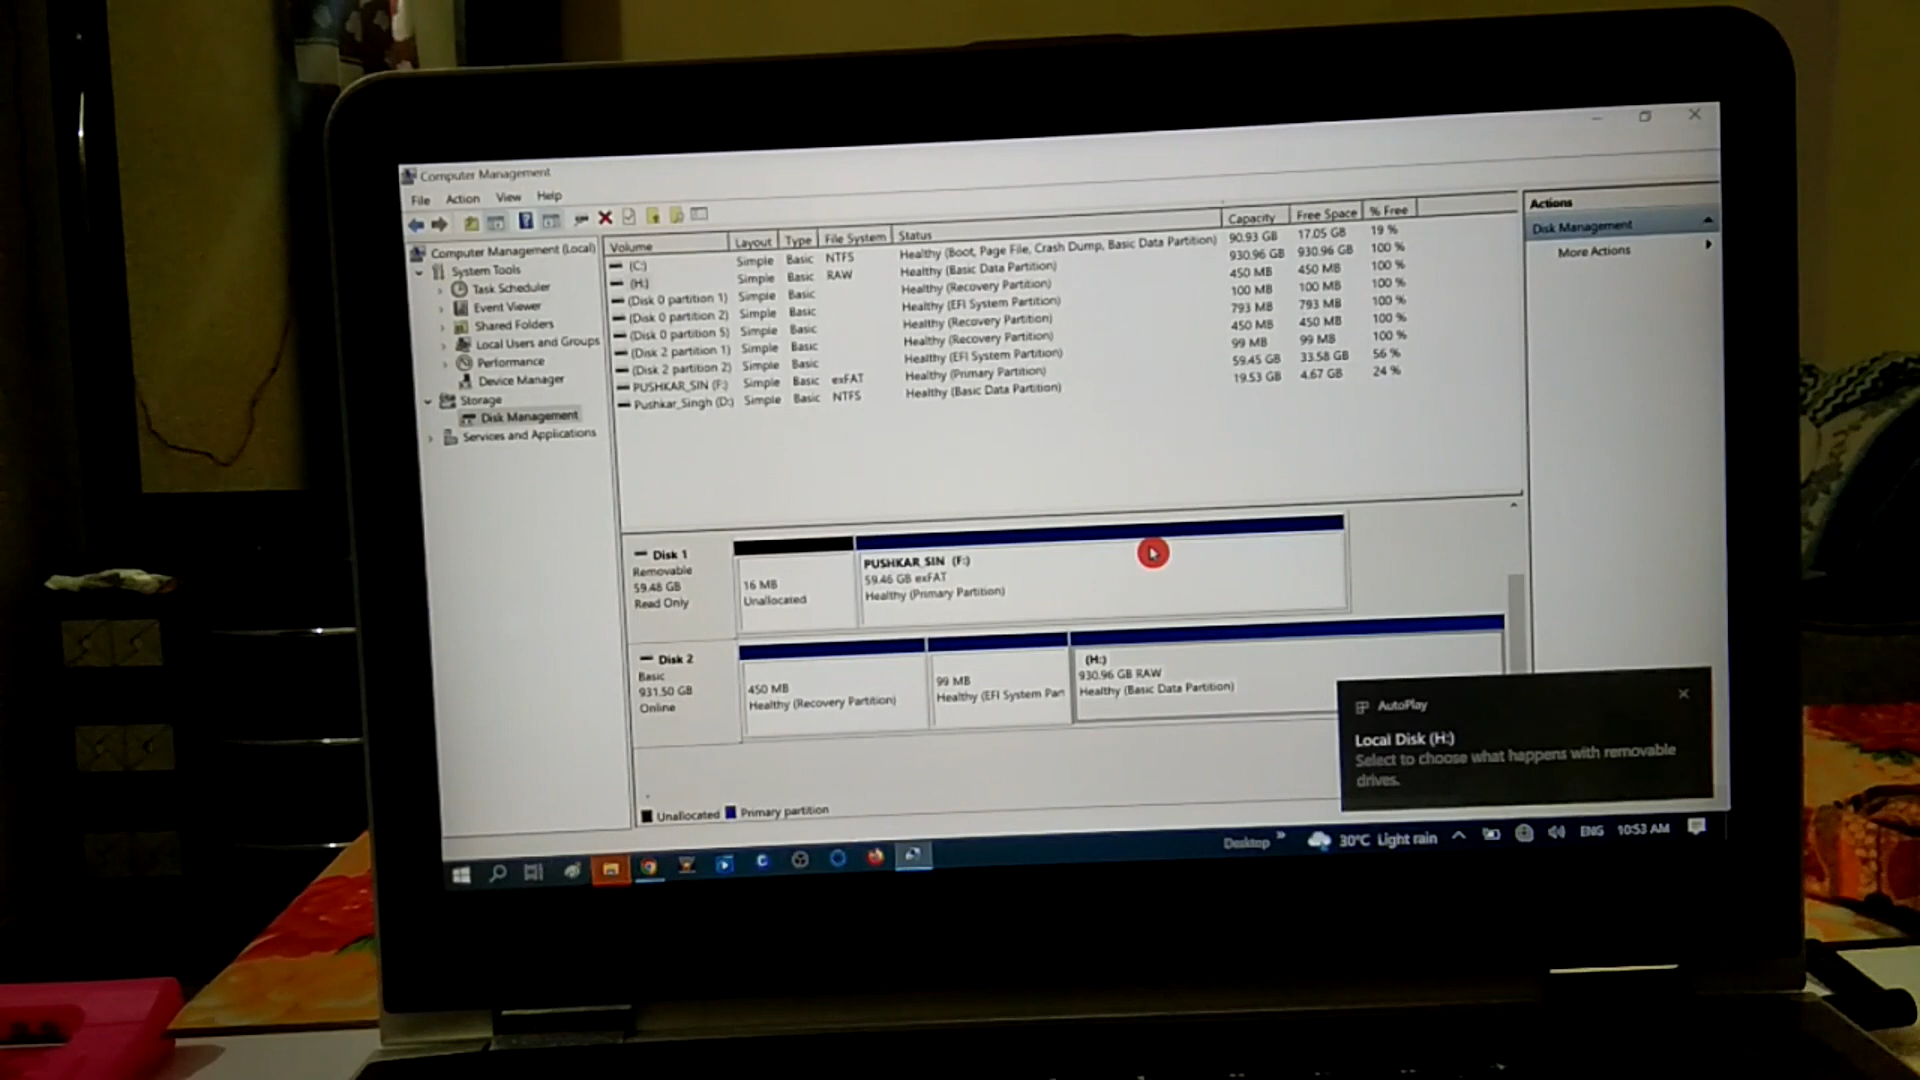 Computer Management
File Action View Help
Computer Management (Local)
System Tools
Task Scheduler
Event Viewer
Shared Folders
Local Users and Groups
Performance
Device Manager
Storage
Disk Management
Services and Applications
Volume Layout Type File System Status Capacity Free Space % Free
(C:) Simple Basic NTFS Healthy (Boot, Page File, Crash Dump, Basic Data Partition) 90.93 GB 17.05 GB 19 %
(H:) Simple Basic RAW Healthy (Basic Data Partition) 930.96 GB 930.96 GB 100 %
(Disk 0 partition 1) Simple Basic Healthy (Recovery Partition) 450 MB 450 MB 100 %
(Disk 0 partition 2) Simple Basic Healthy (EFI System Partition) 100 MB 100 MB 100 %
(Disk 0 partition 5) Simple Basic Healthy (Recovery Partition) 793 MB 793 MB 100 %
(Disk 2 partition 1) Simple Basic Healthy (Recovery Partition) 450 MB 450 MB 100 %
(Disk 2 partition 2) Simple Basic Healthy (EFI System Partition) 99 MB 99 MB 100 %
PUSHKAR_SIN (F:) Simple Basic exFAT Healthy (Primary Partition) 59.45 GB 33.58 GB 56 %
Pushkar_Singh (D:) Simple Basic NTFS Healthy (Basic Data Partition) 19.53 GB 4.67 GB 24 %
Actions
Disk Management
More Actions
Disk 1
Removable
59.48 GB
Read Only
16 MB
Unallocated
PUSHKAR_SIN (F:)
59.46 GB exFAT
Healthy (Primary Partition)
Disk 2
Basic
931.50 GB
Online
450 MB
Healthy (Recovery Partition)
99 MB
Healthy (EFI System Par
(H:)
930.96 GB RAW
Healthy (Basic Data Partition)
Unallocated Primary partition
AutoPlay
Local Disk (H:)
Select to choose what happens with removable
drives.
Desktop 30°C Light rain ENG 10:53 AM